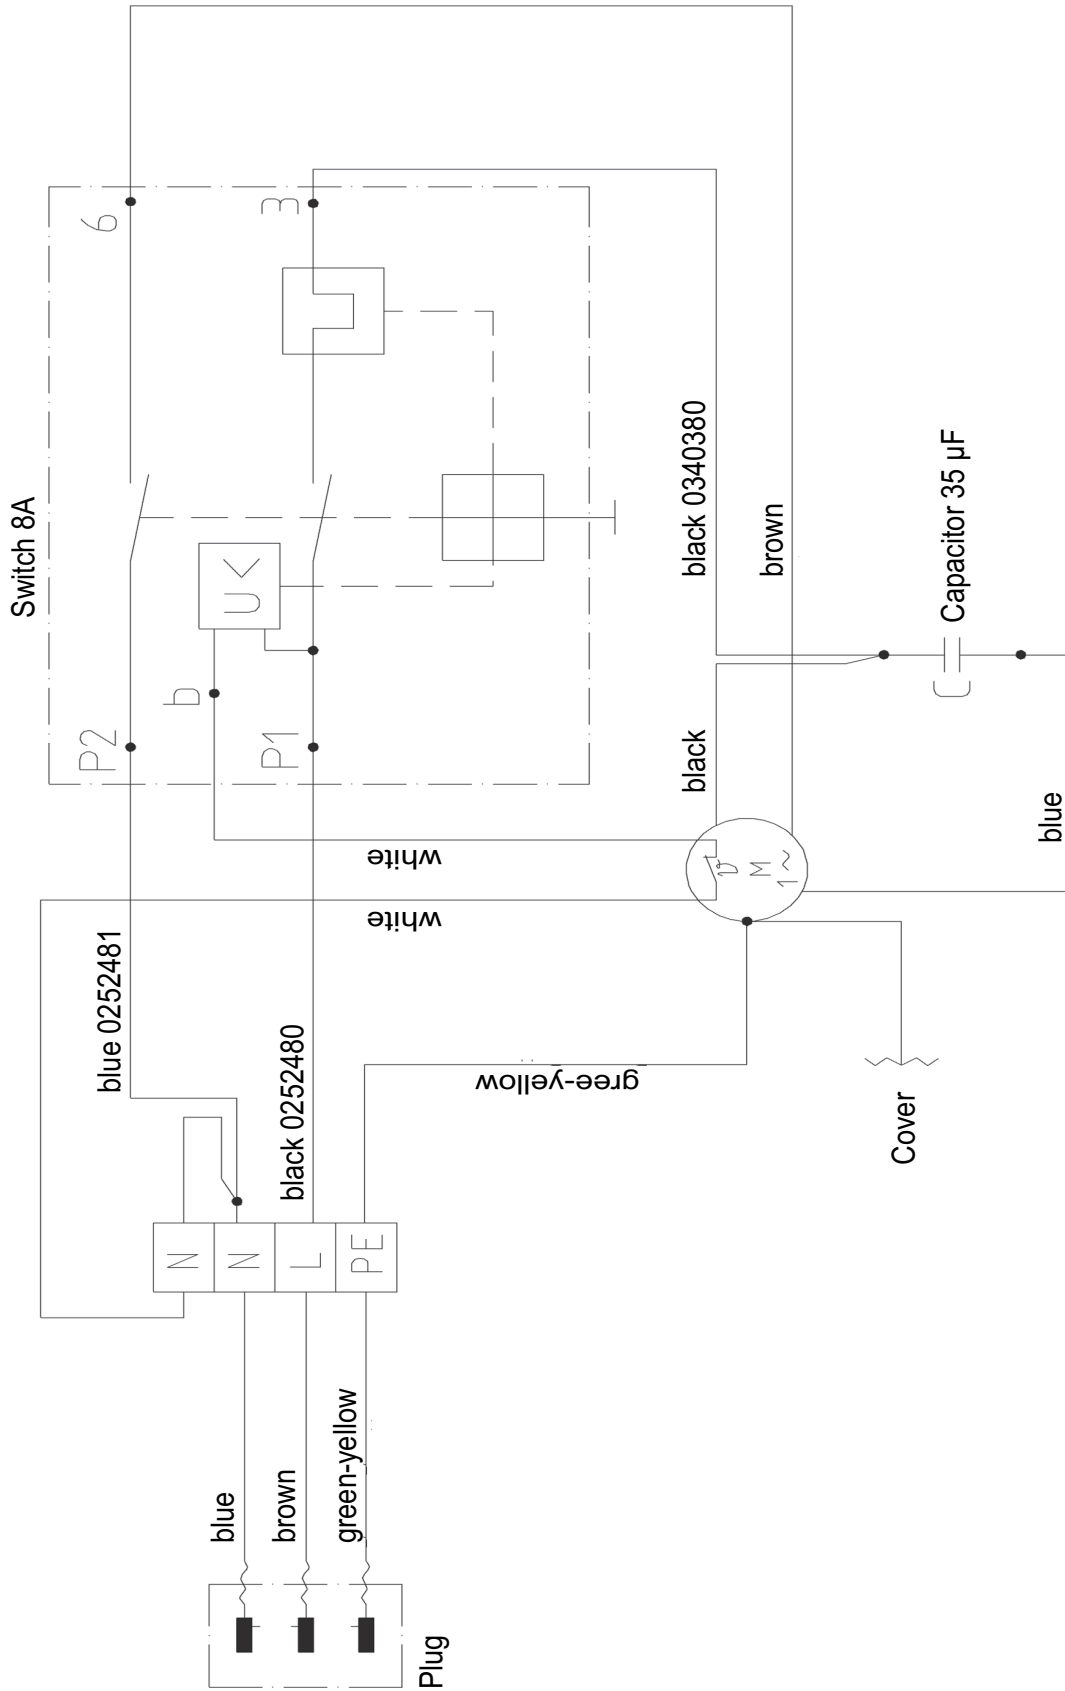 Switch 8A
6
3
U<
b
P2
P1
black 0340380
brown
Capacitor 35 µF
black
blue
white
white
ϑ
M
1~
blue 0252481
black 0252480
gree-yellow
Cover
N
N
L
PE
blue
brown
green-yellow
Plug